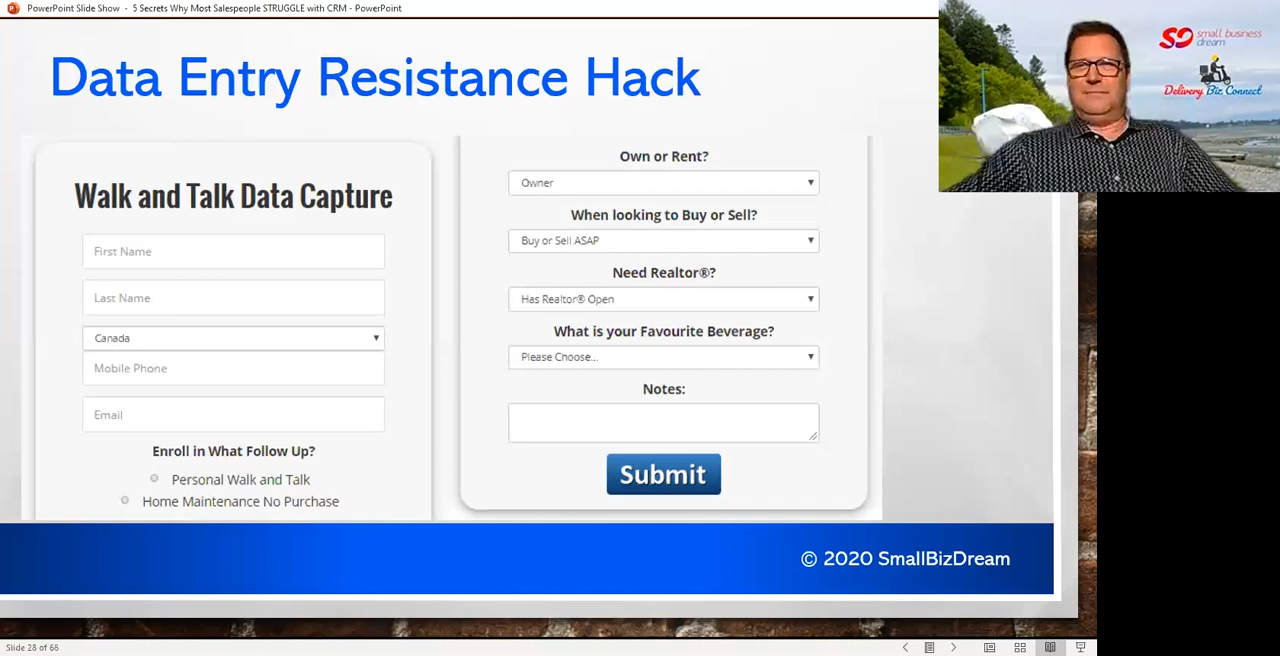 PowerPoint Slide Show - 5 Secrets Why Most Salespeople STRUGGLE with CRM - PowerPoint
Data Entry Resistance Hack
Walk and Talk Data Capture
First Name
Last Name
Canada
Mobile Phone
Email
Enroll in What Follow Up?
Personal Walk and Talk
Home Maintenance No Purchase
Own or Rent?
Owner
When looking to Buy or Sell?
Buy or Sell ASAP
Need Realtor®?
Has Realtor® Open
What is your Favourite Beverage?
Please Choose...
Notes:
Submit
© 2020 SmallBizDream
small business
dream
Delivery Biz Connect
Slide 28 of 68